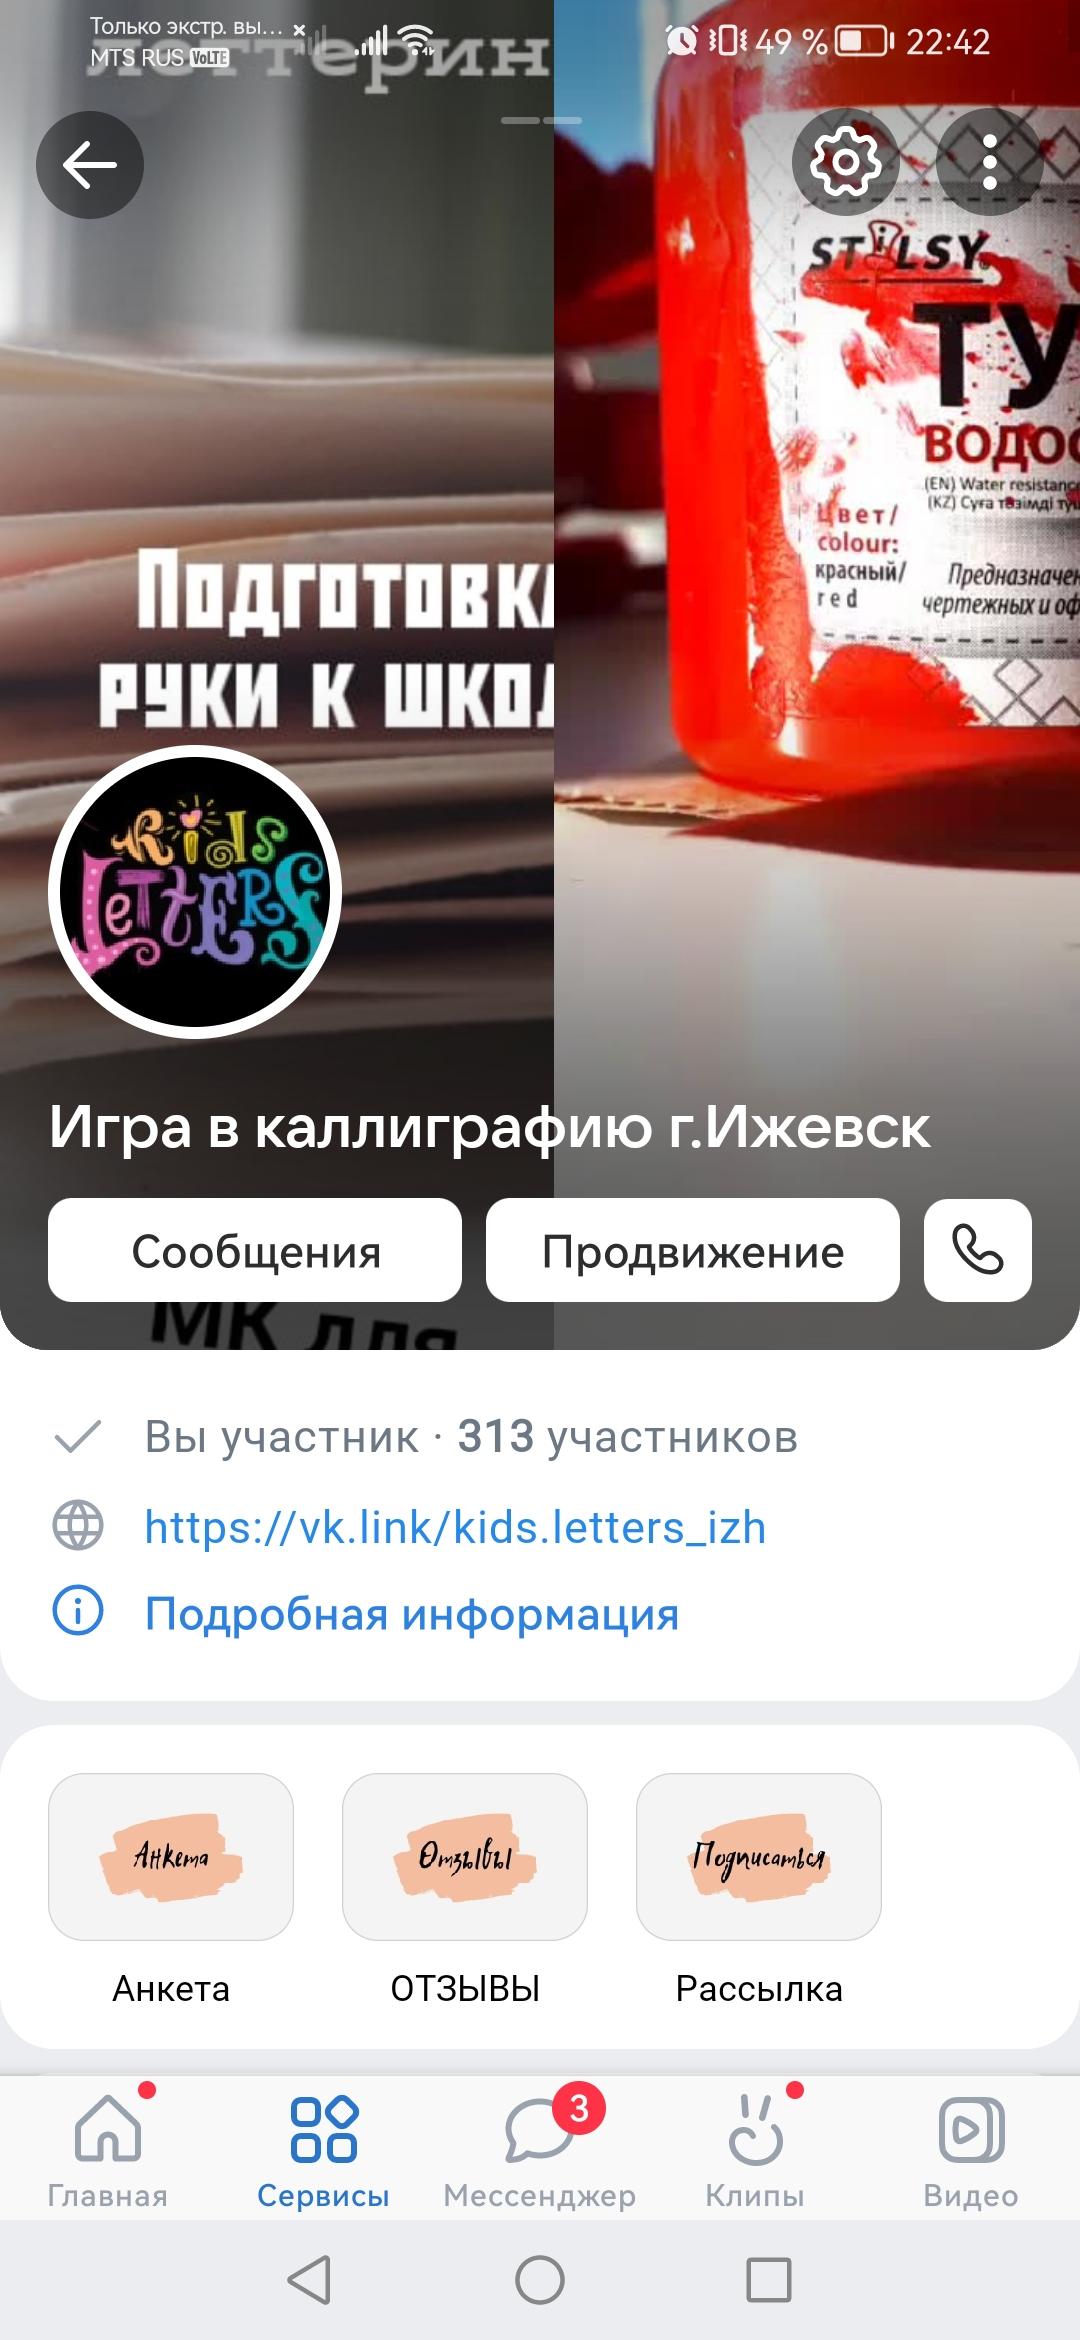 Только экстр. вы...
MTS RUS VoLTE
49 %
22:42
леттерин
STiLSY
ТУ
ВОДО
(EN) Water resistanc
(KZ) Суға төзімді ту
Цвет/
colour:
красный/
red
Предназначен
чертежных и оф
Подготовк
руки к шко
Kids
Letters
Игра в каллиграфию г.Ижевск
Сообщения
Продвижение
МК для
Вы участник · 313 участников
https://vk.link/kids.letters_izh
Подробная информация
Анкета
Отзывы
Подписаться
Анкета
ОТЗЫВЫ
Рассылка
3
Главная
Сервисы
Мессенджер
Клипы
Видео